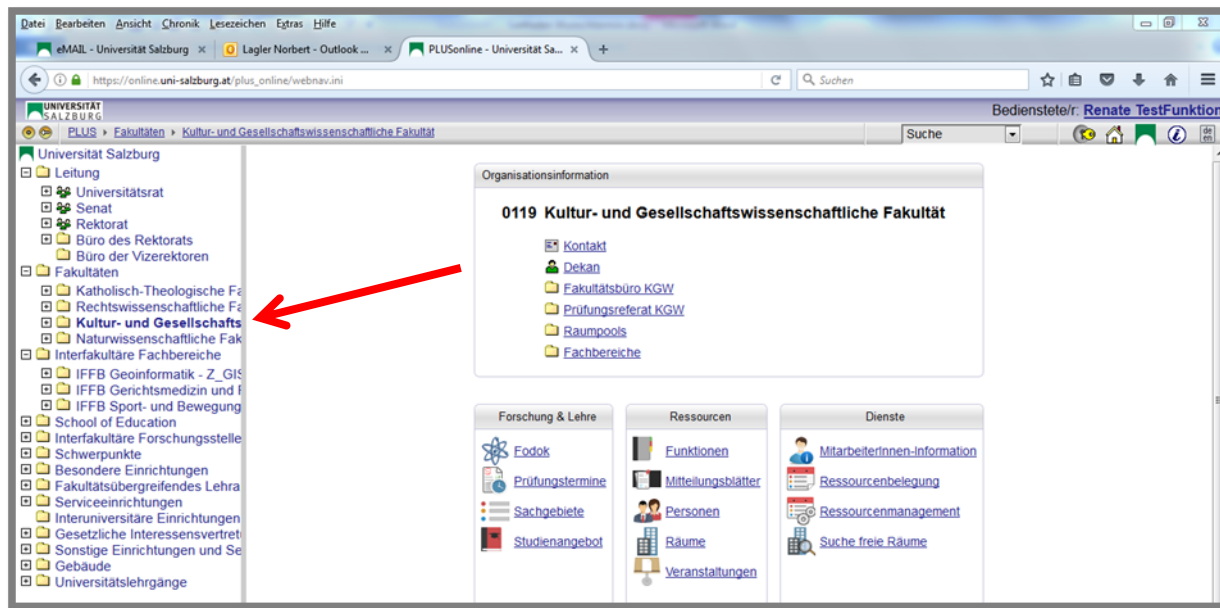 Datei Bearbeiten Ansicht Chronik Lesezeichen Extras Hilfe
eMAIL - Universität Salzburg × Lagler Norbert - Outlook ... × PLUSonline - Universität Sa... × +
https://online.uni-salzburg.at/plus_online/webnav.ini Suchen
UNIVERSITÄT
SALZBURG
Bedienstete/r: Renate TestFunktion
PLUS Fakultäten Kultur- und Gesellschaftswissenschaftliche Fakultät Suche de
en
Universität Salzburg
Leitung
Universitätsrat
Senat
Rektorat
Büro des Rektorats
Büro der Vizerektoren
Fakultäten
Katholisch-Theologische Fa
Rechtswissenschaftliche Fa
Kultur- und Gesellschafts
Naturwissenschaftliche Fak
Interfakultäre Fachbereiche
IFFB Geoinformatik - Z_GIS
IFFB Gerichtsmedizin und F
IFFB Sport- und Bewegung
School of Education
Interfakultäre Forschungsstelle
Schwerpunkte
Besondere Einrichtungen
Fakultätsübergreifendes Lehra
Serviceeinrichtungen
Interuniversitäre Einrichtungen
Gesetzliche Interessensvertret
Sonstige Einrichtungen und Se
Gebäude
Universitätslehrgänge
Organisationsinformation
0119 Kultur- und Gesellschaftswissenschaftliche Fakultät
Kontakt
Dekan
Fakultätsbüro KGW
Prüfungsreferat KGW
Raumpools
Fachbereiche
Forschung & Lehre
Fodok
Prüfungstermine
Sachgebiete
Studienangebot
Ressourcen
Funktionen
Mitteilungsblätter
Personen
Räume
Veranstaltungen
Dienste
MitarbeiterInnen-Information
Ressourcenbelegung
Ressourcenmanagement
Suche freie Räume